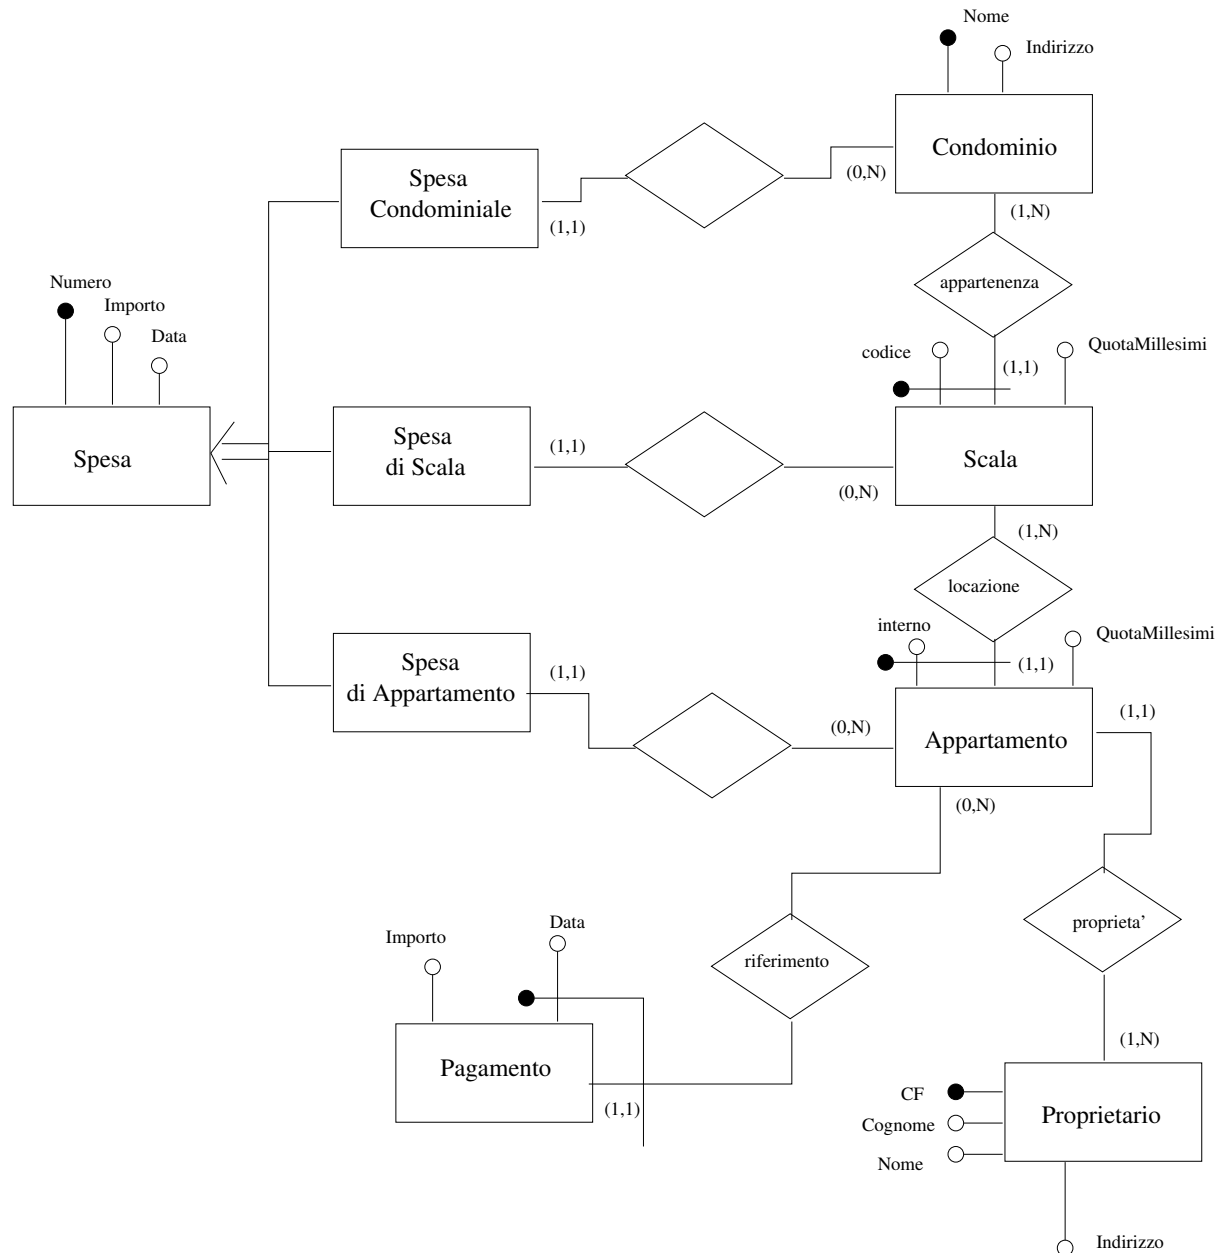 Nome
Indirizzo
Condominio
(0,N)
(1,N)
Spesa
Condominiale
(1,1)
appartenenza
Numero
Importo
Data
Spesa
codice
QuotaMillesimi
(1,1)
Spesa
di Scala
(1,1)
(0,N)
Scala
(1,N)
locazione
interno
QuotaMillesimi
(1,1)
Spesa
di Appartamento
(1,1)
(0,N)
Appartamento
(1,1)
(0,N)
proprieta'
riferimento
Importo
Data
Pagamento
(1,1)
(1,N)
CF
Cognome
Nome
Proprietario
Indirizzo